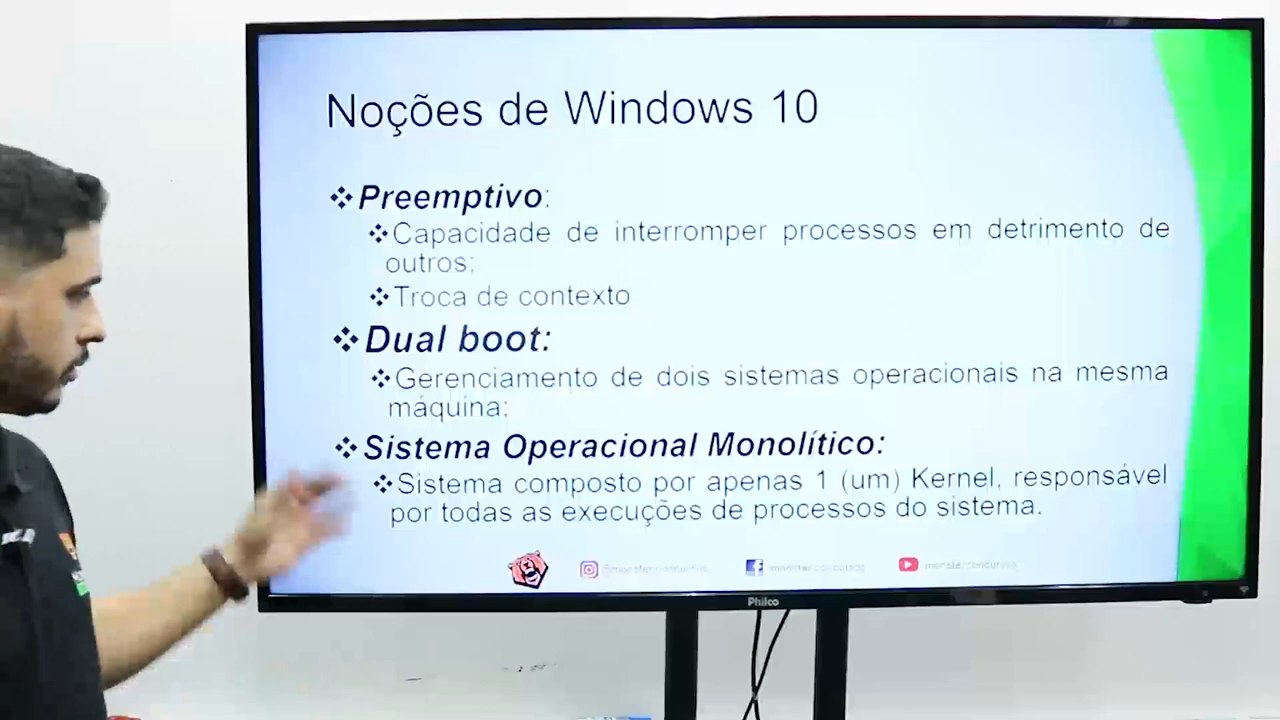 Noções de Windows 10
Preemptivo:
Capacidade de interromper processos em detrimento de
outros;
Troca de contexto
Dual boot:
Gerenciamento de dois sistemas operacionais na mesma
máquina;
Sistema Operacional Monolítico:
Sistema composto por apenas 1 (um) Kernel, responsável
por todas as execuções de processos do sistema.
Philco